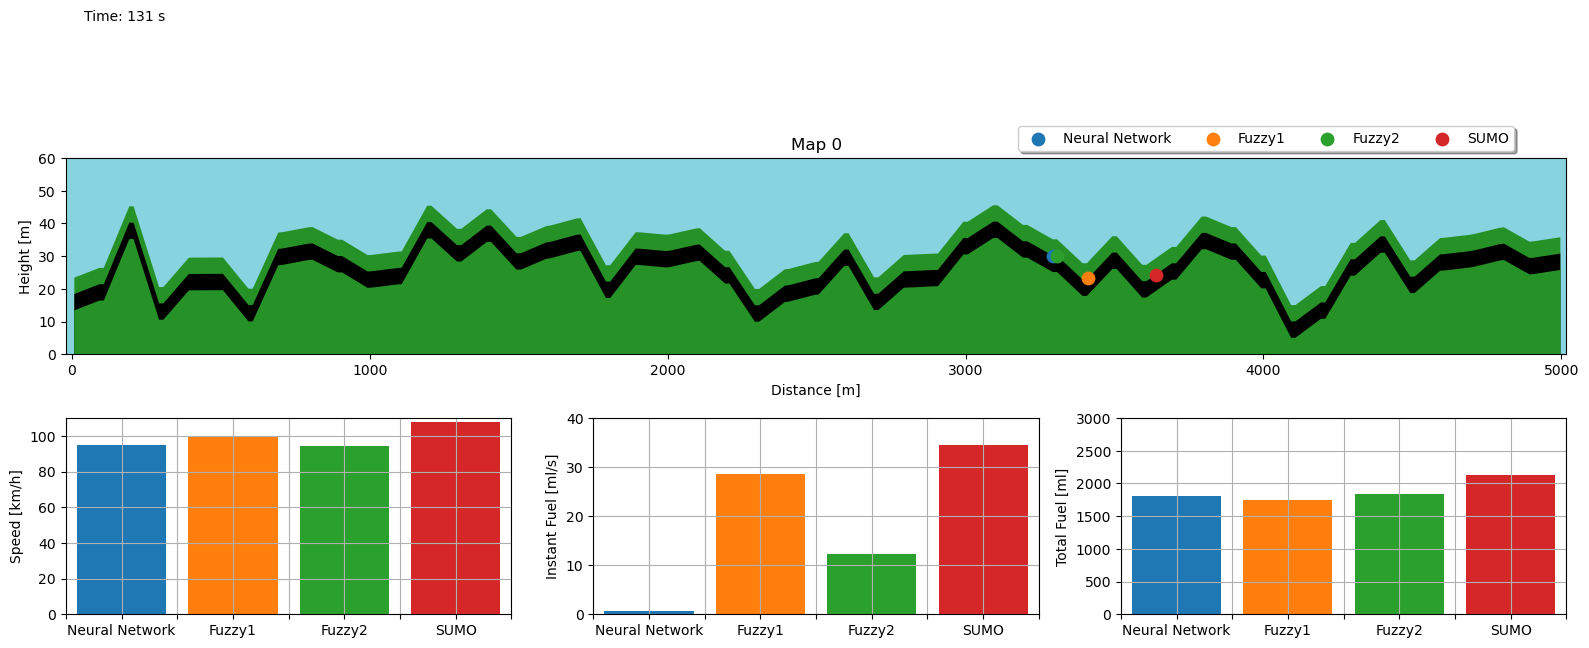 Time: 131 s
Neural Network Fuzzy1 Fuzzy2 SUMO
Map 0
Height [m]
60
50
40
30
20
10
0
0 1000 2000 3000 4000 5000
Distance [m]
Speed [km/h]
100
80
60
40
20
0
Neural Network Fuzzy1 Fuzzy2 SUMO
Instant Fuel [ml/s]
40
30
20
10
0
Neural Network Fuzzy1 Fuzzy2 SUMO
Total Fuel [ml]
3000
2500
2000
1500
1000
500
0
Neural Network Fuzzy1 Fuzzy2 SUMO